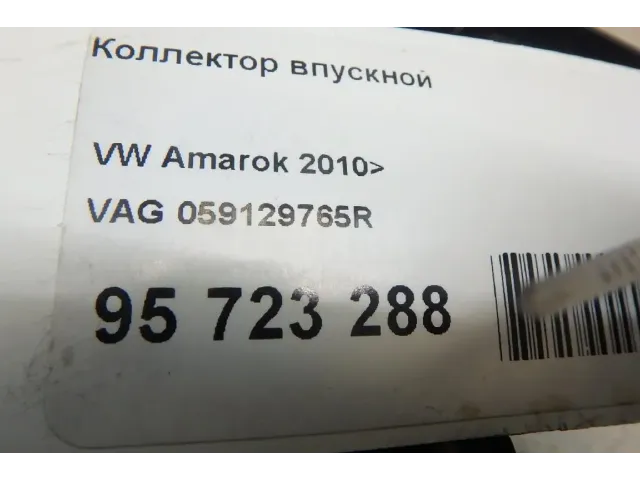 Коллектор впускной
VW Amarok 2010>
VAG 059129765R
95 723 288